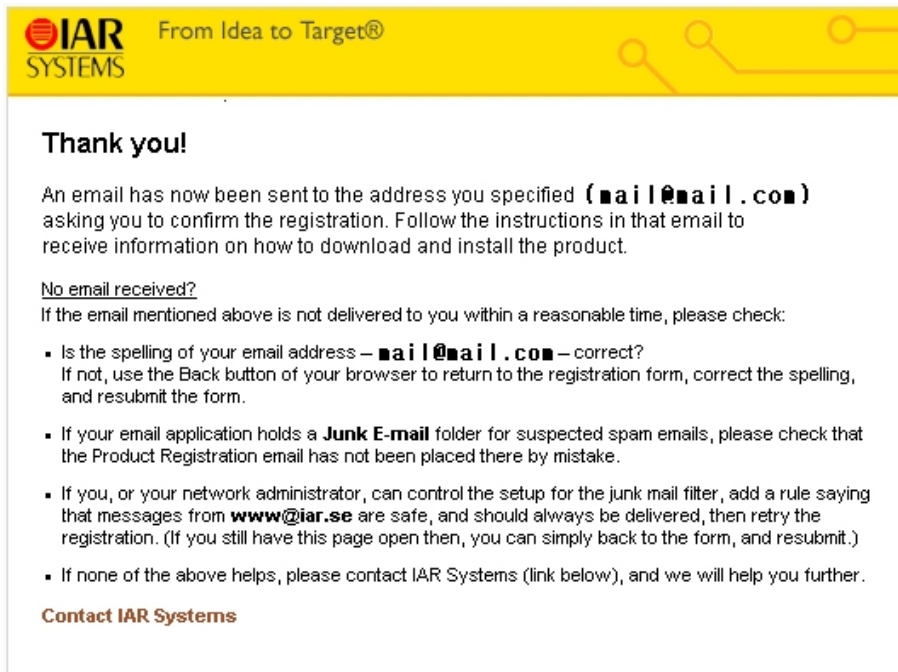 IAR
SYSTEMS
From Idea to Target®
Thank you!
An email has now been sent to the address you specified (mail@mail.com)
asking you to confirm the registration. Follow the instructions in that email to
receive information on how to download and install the product.
No email received?
If the email mentioned above is not delivered to you within a reasonable time, please check:
▪ Is the spelling of your email address – mail@mail.com – correct?
If not, use the Back button of your browser to return to the registration form, correct the spelling,
and resubmit the form.
▪ If your email application holds a Junk E-mail folder for suspected spam emails, please check that
the Product Registration email has not been placed there by mistake.
▪ If you, or your network administrator, can control the setup for the junk mail filter, add a rule saying
that messages from www@iar.se are safe, and should always be delivered, then retry the
registration. (If you still have this page open then, you can simply back to the form, and resubmit.)
▪ If none of the above helps, please contact IAR Systems (link below), and we will help you further.
Contact IAR Systems